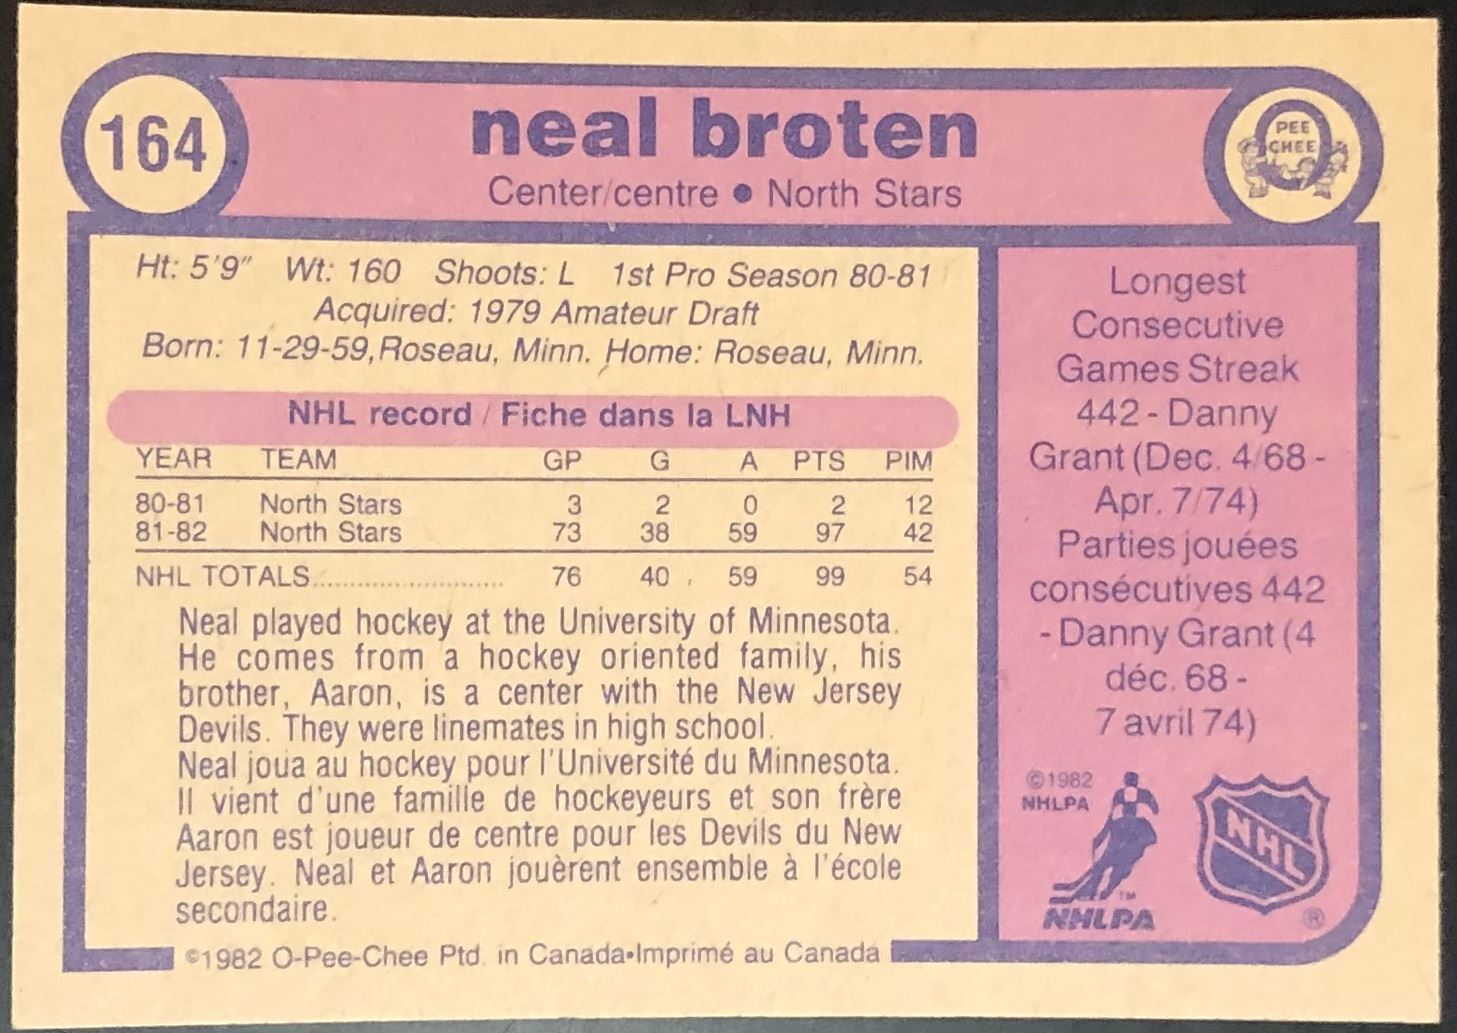 164
neal broten
Center/centre ● North Stars
PEE
CHEE
Ht: 5'9" Wt: 160 Shoots: L 1st Pro Season 80-81
Acquired: 1979 Amateur Draft
Born: 11-29-59, Roseau, Minn. Home: Roseau, Minn.
NHL record / Fiche dans la LNH
YEAR TEAM GP G A PTS PIM
80-81 North Stars 3 2 0 2 12
81-82 North Stars 73 38 59 97 42
NHL TOTALS........................... 76 40 59 99 54
Neal played hockey at the University of Minnesota.
He comes from a hockey oriented family, his
brother, Aaron, is a center with the New Jersey
Devils. They were linemates in high school.
Neal joua au hockey pour l'Université du Minnesota.
Il vient d'une famille de hockeyeurs et son frère
Aaron est joueur de centre pour les Devils du New
Jersey. Neal et Aaron jouèrent ensemble à l'école
secondaire.
©1982 O-Pee-Chee Ptd. in Canada•Imprimé au Canada
Longest
Consecutive
Games Streak
442 - Danny
Grant (Dec. 4/68 -
Apr. 7/74)
Parties jouées
consécutives 442
- Danny Grant (4
déc. 68 -
7 avril 74)
©1982
NHLPA
TM
NHLPA
NHL
®